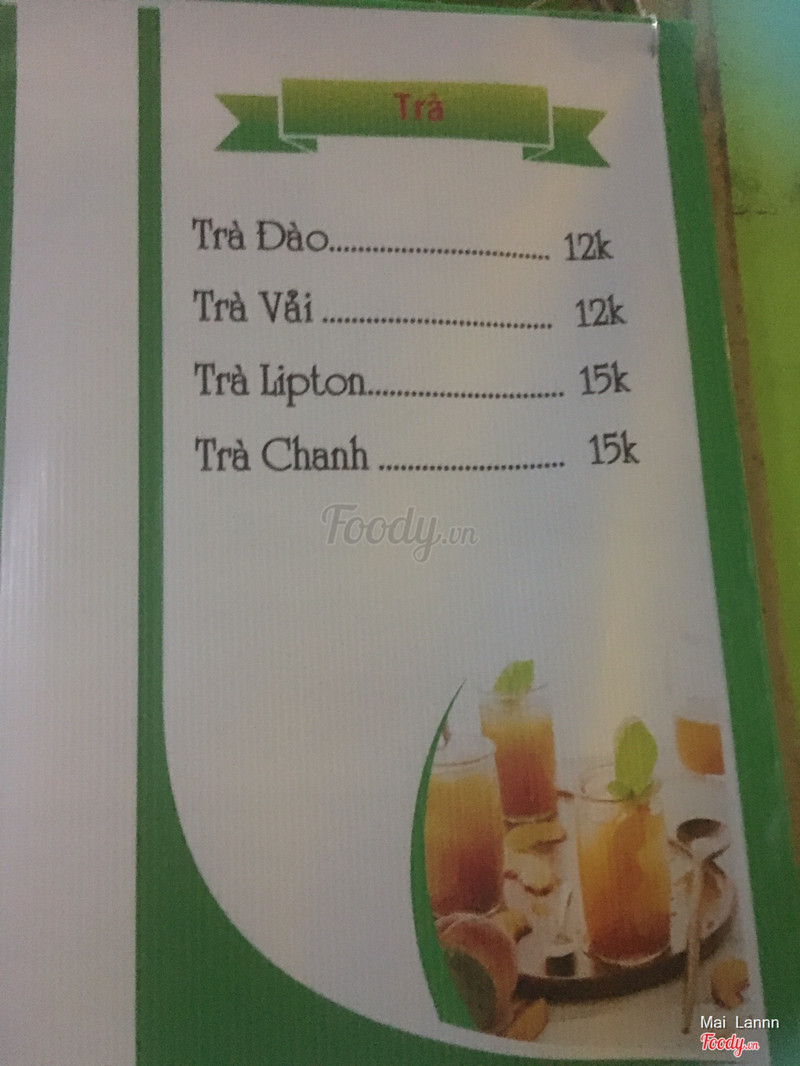 Trà
Trà Đào.............................. 12k
Trà Vải ................................ 12k
Trà Lipton........................... 15k
Trà Chanh .......................... 15k
Foody.vn
Mai Lannn
Foody.vn